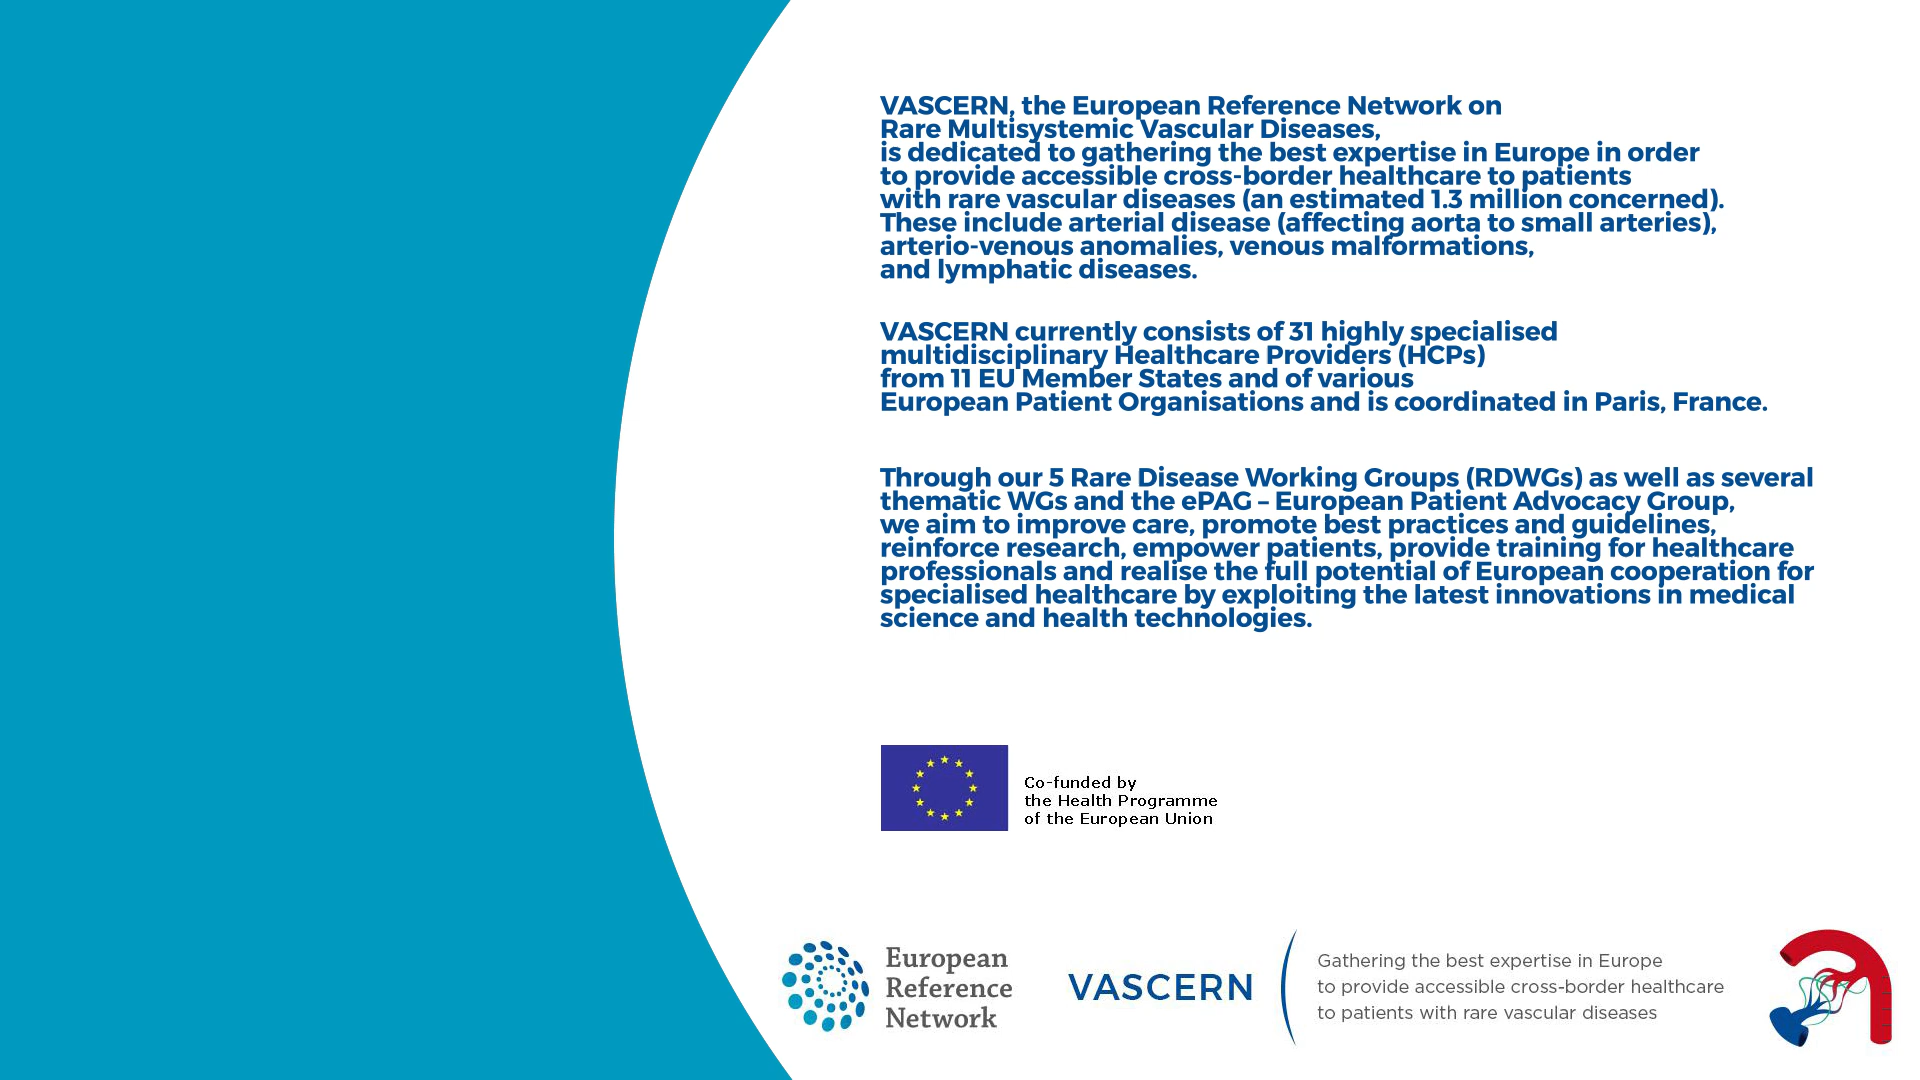 VASCERN, the European Reference Network on
Rare Multisystemic Vascular Diseases,
is dedicated to gathering the best expertise in Europe in order
to provide accessible cross-border healthcare to patients
with rare vascular diseases (an estimated 1.3 million concerned).
These include arterial disease (affecting aorta to small arteries),
arterio-venous anomalies, venous malformations,
and lymphatic diseases.
VASCERN currently consists of 31 highly specialised
multidisciplinary Healthcare Providers (HCPs)
from 11 EU Member States and of various
European Patient Organisations and is coordinated in Paris, France.
Through our 5 Rare Disease Working Groups (RDWGs) as well as several
thematic WGs and the ePAG – European Patient Advocacy Group,
we aim to improve care, promote best practices and guidelines,
reinforce research, empower patients, provide training for healthcare
professionals and realise the full potential of European cooperation for
specialised healthcare by exploiting the latest innovations in medical
science and health technologies.
Co-funded by
the Health Programme
of the European Union
European
Reference
Network
VASCERN
Gathering the best expertise in Europe
to provide accessible cross-border healthcare
to patients with rare vascular diseases